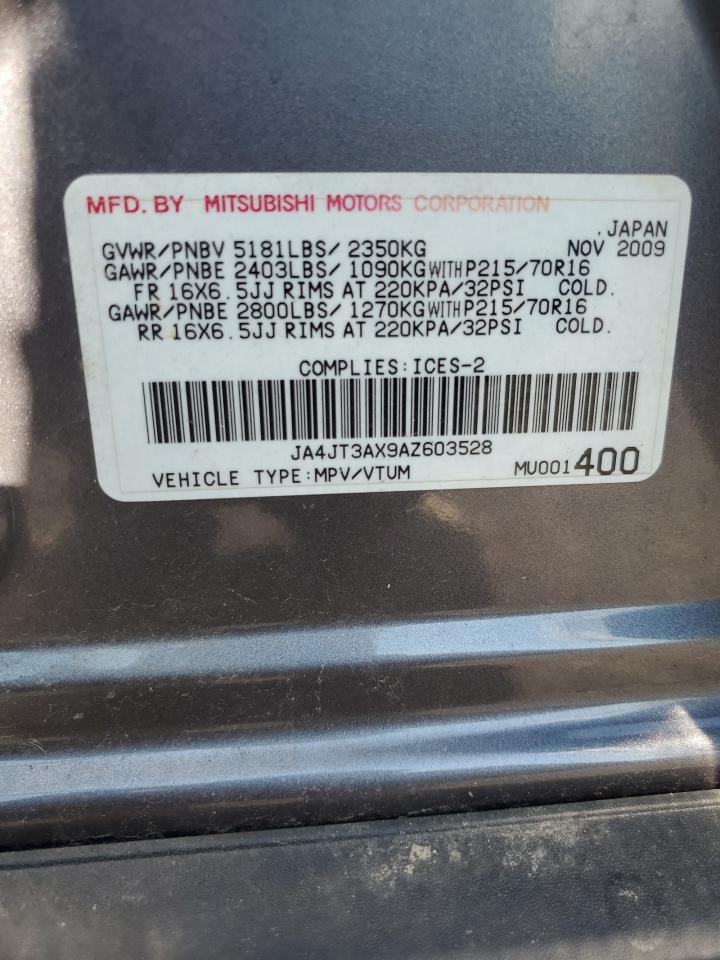 MFD. BY MITSUBISHI MOTORS CORPORATION
.JAPAN
GVWR/PNBV 5181LBS/ 2350KG NOV 2009
GAWR/PNBE 2403LBS/ 1090KG WITH P215/70R16
FR 16X6.5JJ RIMS AT 220KPA/32PSI COLD.
GAWR/PNBE 2800LBS/ 1270KG WITH P215/70R16
RR 16X6.5JJ RIMS AT 220KPA/32PSI COLD.
COMPLIES:ICES-2
JA4JT3AX9AZ603528
VEHICLE TYPE:MPV/VTUM MU001400